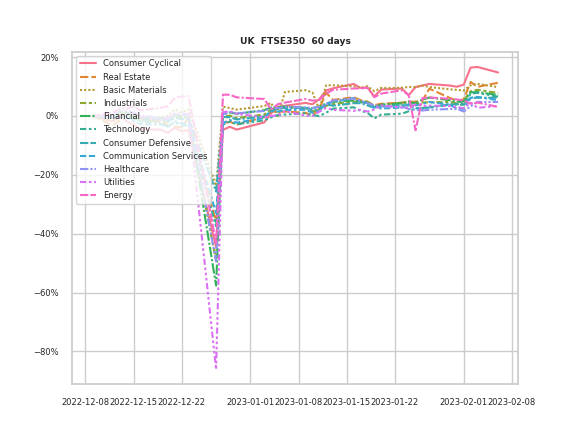 UK  FTSE350  60 days
20%
0%
−20%
−40%
−60%
−80%
Consumer Cyclical
Real Estate
Basic Materials
Industrials
Financial
Technology
Consumer Defensive
Communication Services
Healthcare
Utilities
Energy
2022-12-08 2022-12-15 2022-12-22 2023-01-01 2023-01-08 2023-01-15 2023-01-22 2023-02-01 2023-02-08